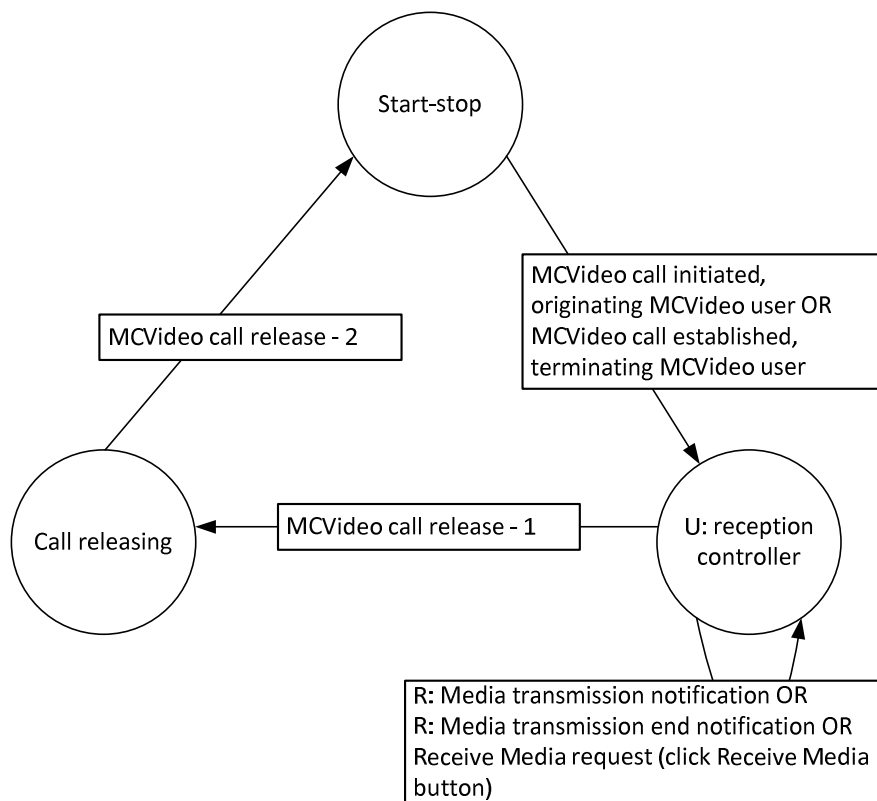 Start-stop
MCVideo call initiated,
originating MCVideo user OR
MCVideo call established,
terminating MCVideo user
MCVideo call release - 2
MCVideo call release - 1
Call releasing
U: reception
controller
R: Media transmission notification OR
R: Media transmission end notification OR
Receive Media request (click Receive Media
button)